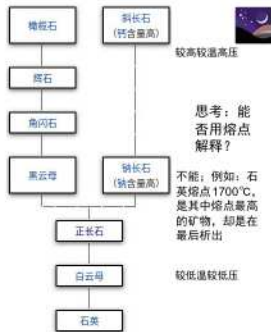 橄榄石
斜长石
(钙含量高)
较高较温高压
辉石
角闪石
思考：能
否用熔点
解释？
黑云母
钠长石
(钠含量高)
不能；例如：石
英熔点1700℃，
是其中熔点最高
的矿物，却是在
最后析出
正长石
白云母
较低温较低压
石英